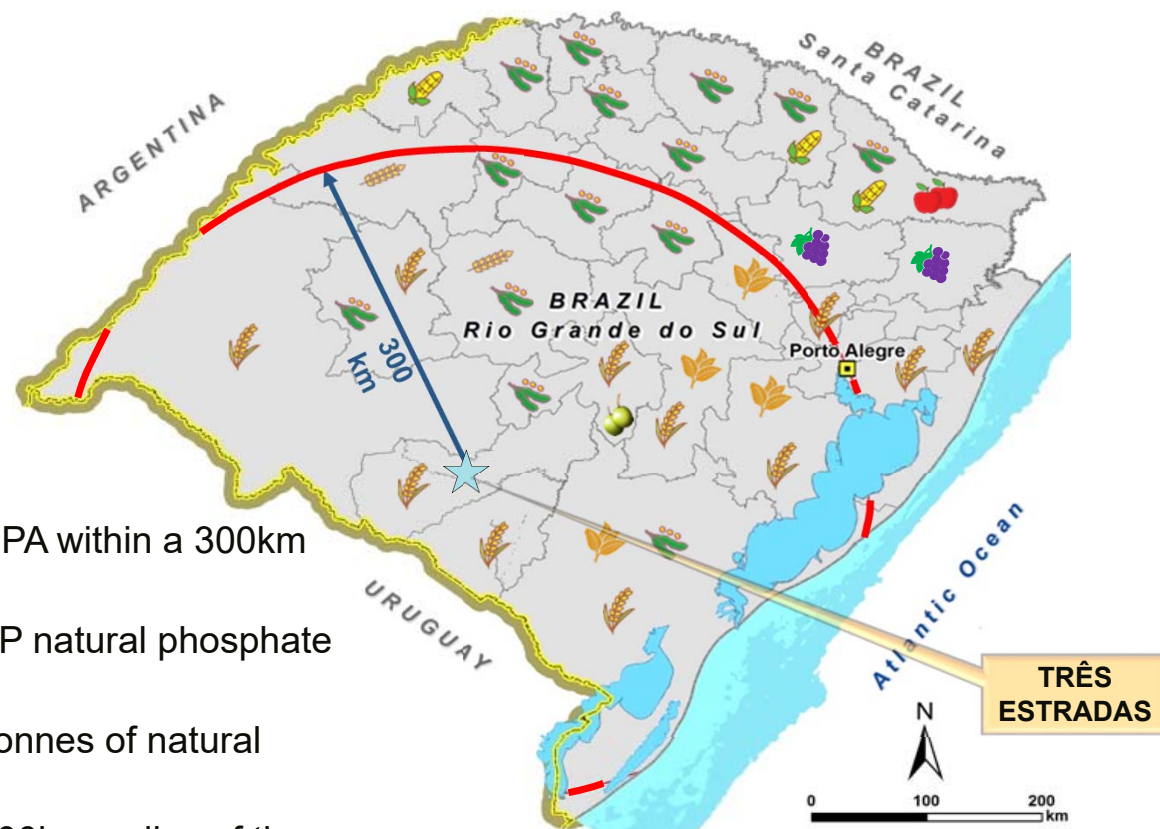 ARGENTINA
BRAZIL
Santa Catarina
300
km
BRAZIL
Rio Grande do Sul
Porto Alegre
PA within a 300km
P natural phosphate
onnes of natural
URUGUAY
Atlantic Ocean
TRÊS
ESTRADAS
N
0 100 200
km